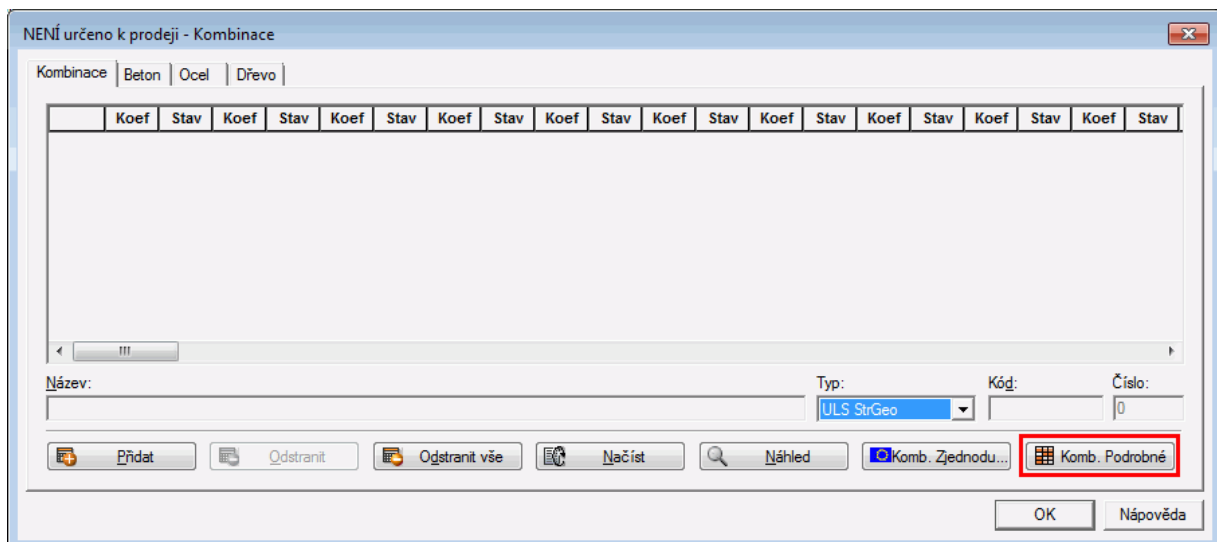 NENÍ určeno k prodeji - Kombinace
Kombinace Beton Ocel Dřevo
Koef Stav Koef Stav Koef Stav Koef Stav Koef Stav Koef Stav Koef Stav Koef Stav Koef Stav Koef Stav
Název: Typ: Kód: Číslo:
ULS StrGeo 0
Přidat Odstranit Odstranit vše Načíst Náhled Komb. Zjednodu... Komb. Podrobné
OK Nápověda